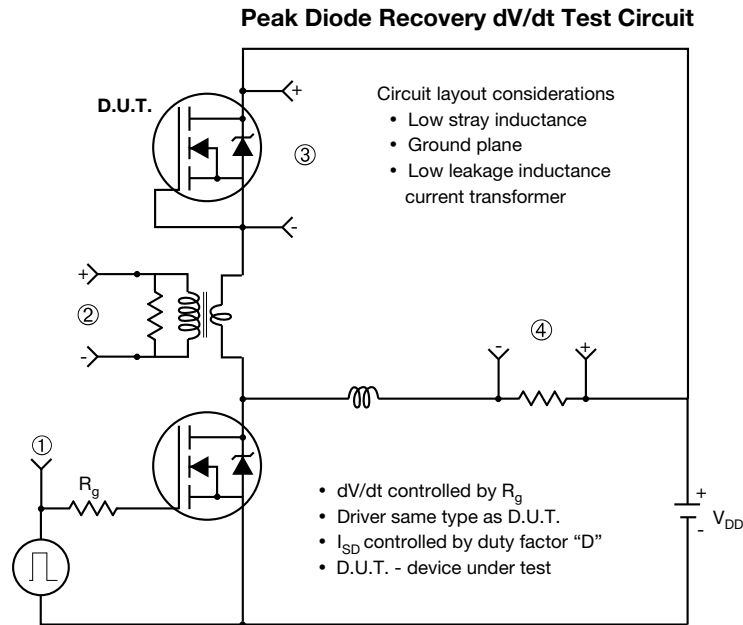 Peak Diode Recovery dV/dt Test Circuit
D.U.T.
+
-
③
Circuit layout considerations
• Low stray inductance
• Ground plane
• Low leakage inductance
current transformer
+
②
-
④
-
+
①
Rg
• dV/dt controlled by Rg
• Driver same type as D.U.T.
• ISD controlled by duty factor “D”
• D.U.T. - device under test
+
-
VDD